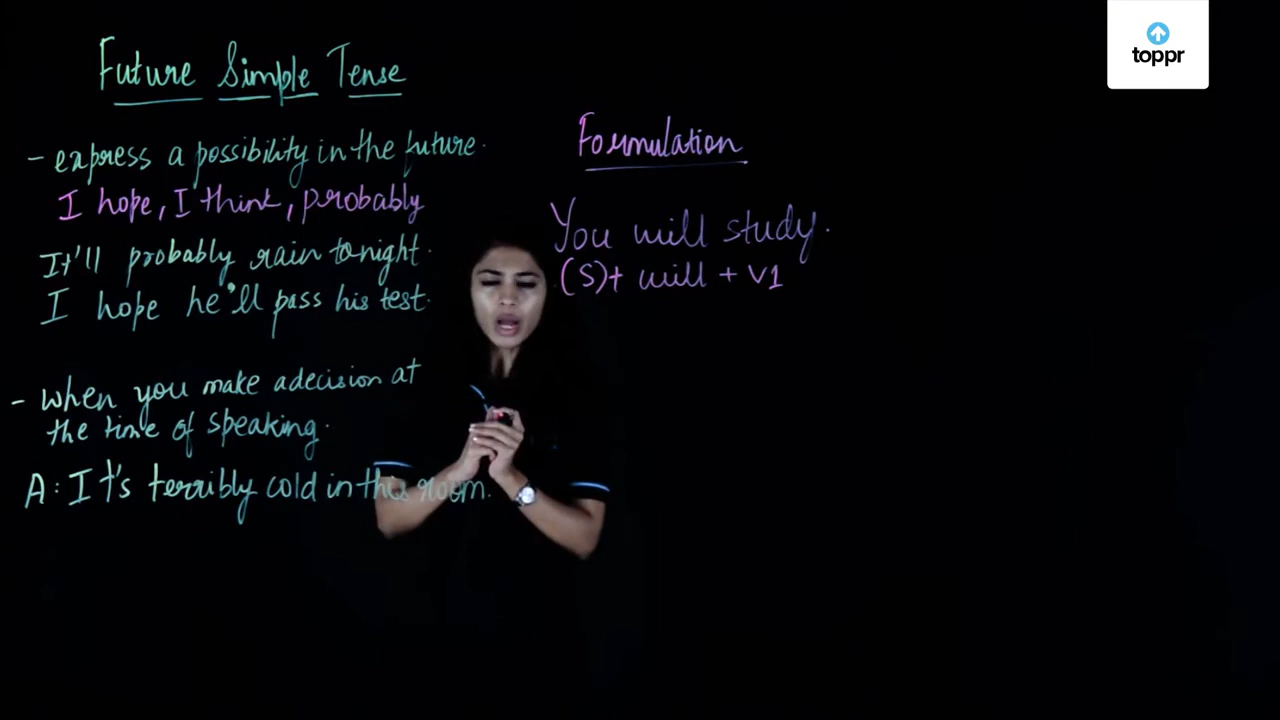 toppr
Future Simple Tense
- express a possibility in the future.
I hope, I think, probably
It'll probably rain tonight.
I hope he'll pass his test.
- when you make a decision at
the time of speaking.
A: It's terribly cold in this room.
Formulation
You will study.
(S)+ will + V1